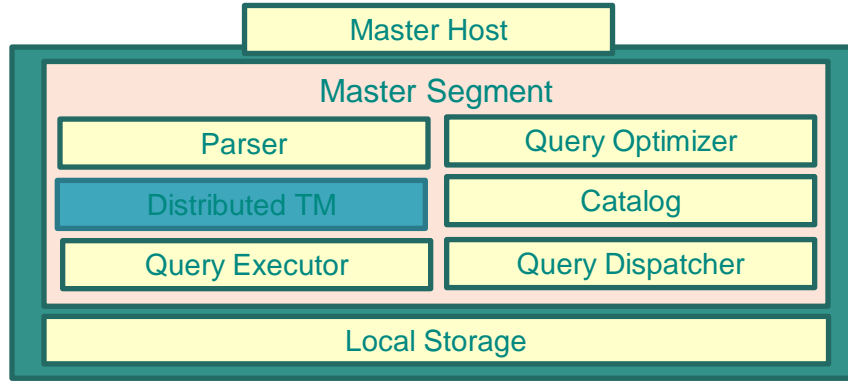 Master Host
Master Segment
Parser
Query Optimizer
Distributed TM
Catalog
Query Executor
Query Dispatcher
Local Storage